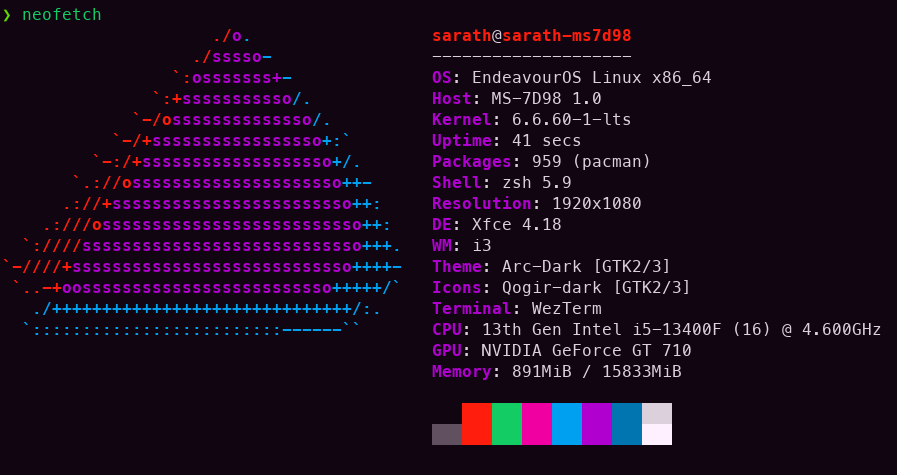 ❯ neofetch
./o.
./sssso-
`:osssssss+-
`:+sssssssssso/.
`-/ossssssssssssso/.
`-/+sssssssssssssssso+:`
`-:/+sssssssssssssssssso+/.
`.://osssssssssssssssssssso++-
.://+ssssssssssssssssssssssso++:
.:///ossssssssssssssssssssssssso++:
`:////ssssssssssssssssssssssssssso+++.
`-////+ssssssssssssssssssssssssssso++++-
`..-+oosssssssssssssssssssssssso+++++/`
./++++++++++++++++++++++++++++++/:.
`:::::::::::::::::::::::::------``
sarath@sarath-ms7d98
--------------------
OS: EndeavourOS Linux x86_64
Host: MS-7D98 1.0
Kernel: 6.6.60-1-lts
Uptime: 41 secs
Packages: 959 (pacman)
Shell: zsh 5.9
Resolution: 1920x1080
DE: Xfce 4.18
WM: i3
Theme: Arc-Dark [GTK2/3]
Icons: Qogir-dark [GTK2/3]
Terminal: WezTerm
CPU: 13th Gen Intel i5-13400F (16) @ 4.600GHz
GPU: NVIDIA GeForce GT 710
Memory: 891MiB / 15833MiB